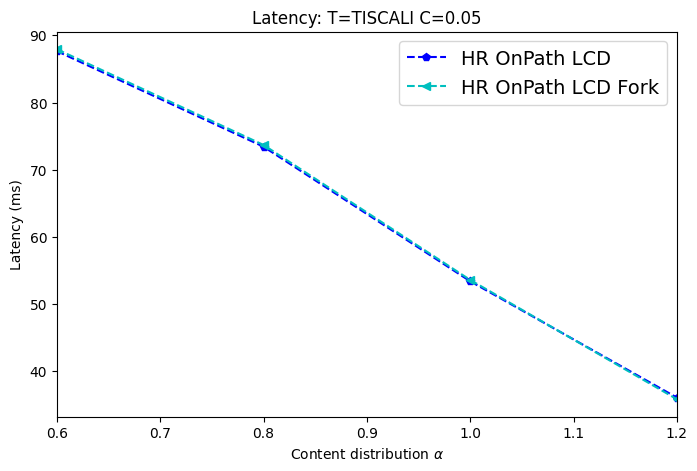 Latency: T=TISCALI C=0.05
HR OnPath LCD
HR OnPath LCD Fork
Latency (ms)
90
80
70
60
50
40
0.6 0.7 0.8 0.9 1.0 1.1 1.2
Content distribution α